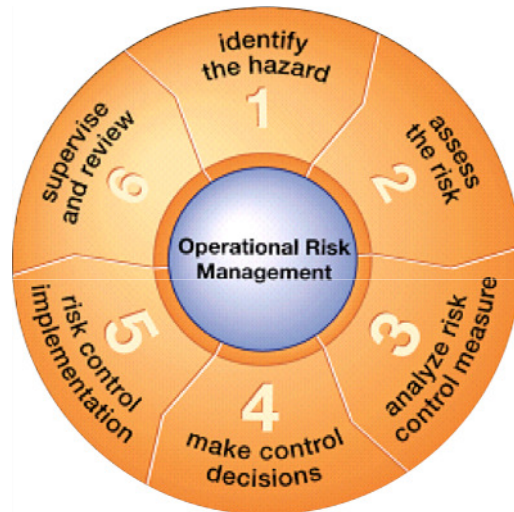 Operational Risk
Management
identify
the hazard
1
assess
the risk
2
analyze risk
control measure
3
4
make control
decisions
risk control
implementation
5
supervise
and review
6